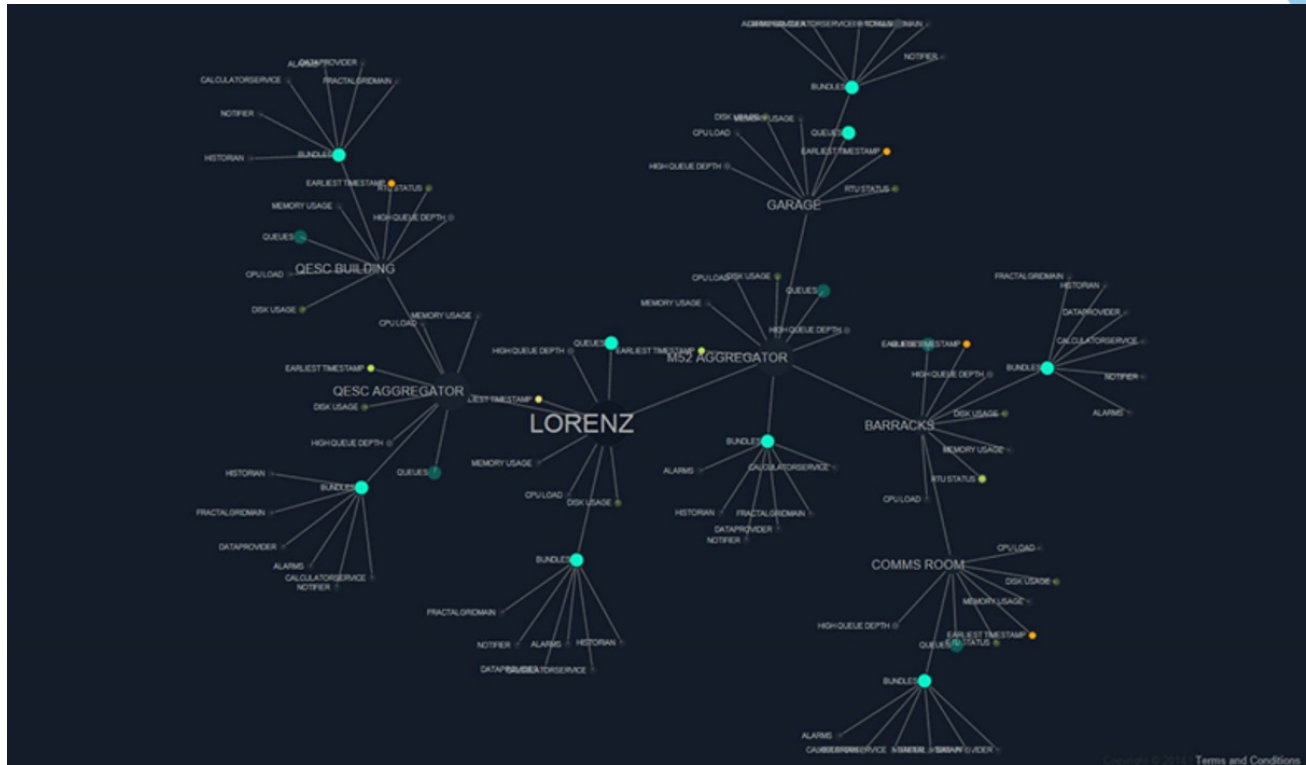 NOTIFIER
BUNDLES
DATAPROVIDER
CALCULATORSERVICE
FRACTALGRIDMAIN
NOTIFIER
HISTORIAN
BUNDLES
EARLIEST TIMESTAMP
MEMORY USAGE
HIGH QUEUE DEPTH
QUEUES
QESC BUILDING
CPU LOAD
DISK USAGE
CPU LOAD
HIGH QUEUE DEPTH
QUEUES
EARLIEST TIMESTAMP
RTU STATUS
GARAGE
MEMORY USAGE
CPU LOAD
EARLIEST TIMESTAMP
QESC AGGREGATOR
DISK USAGE
HIGH QUEUE DEPTH
QUEUES
HISTORIAN
BUNDLES
FRACTALGRIDMAIN
DATAPROVIDER
ALARMS
CALCULATORSERVICE
NOTIFIER
QUEUES
HIGH QUEUE DEPTH
LORENZ
MEMORY USAGE
CPU LOAD
DISK USAGE
BUNDLES
FRACTALGRIDMAIN
NOTIFIER
ALARMS
HISTORIAN
DISK USAGE
MEMORY USAGE
QUEUES
HIGH QUEUE DEPTH
EARLIEST TIMESTAMP
M52 AGGREGATOR
BUNDLES
ALARMS
CALCULATORSERVICE
HISTORIAN
FRACTALGRIDMAIN
DATAPROVIDER
NOTIFIER
FRACTALGRIDMAIN
HISTORIAN
DATAPROVIDER
CALCULATORSERVICE
BUNDLES
NOTIFIER
ALARMS
HIGH QUEUE DEPTH
DISK USAGE
BARRACKS
MEMORY USAGE
RTU STATUS
CPU LOAD
CPU LOAD
COMMS ROOM
DISK USAGE
MEMORY USAGE
HIGH QUEUE DEPTH
EARLIEST TIMESTAMP
QUEUES
BUNDLES
ALARMS
Copyright © 2014 | Terms and Conditions